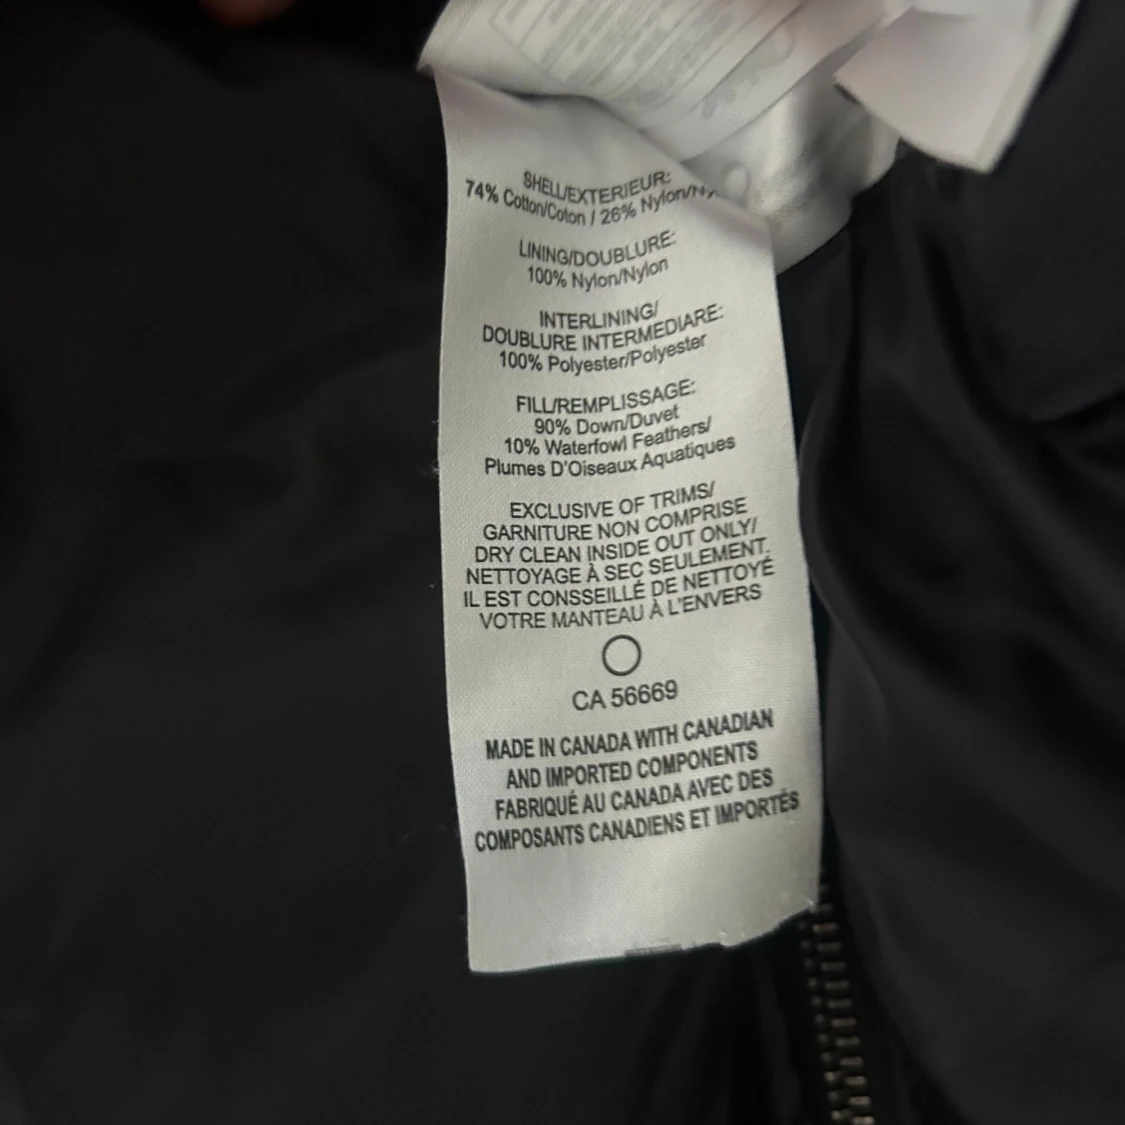 SHELL/EXTERIEUR:
74% Cotton/Coton / 26% Nylon/Ny
LINING/DOUBLURE:
100% Nylon/Nylon
INTERLINING/
DOUBLURE INTERMEDIARE:
100% Polyester/Polyester
FILL/REMPLISSAGE:
90% Down/Duvet
10% Waterfowl Feathers/
Plumes D'Oiseaux Aquatiques
EXCLUSIVE OF TRIMS/
GARNITURE NON COMPRISE
DRY CLEAN INSIDE OUT ONLY/
NETTOYAGE À SEC SEULEMENT.
IL EST CONSSEILLÉ DE NETTOYÉ
VOTRE MANTEAU À L'ENVERS
CA 56669
MADE IN CANADA WITH CANADIAN
AND IMPORTED COMPONENTS
FABRIQUÉ AU CANADA AVEC DES
COMPOSANTS CANADIENS ET IMPORTÉS